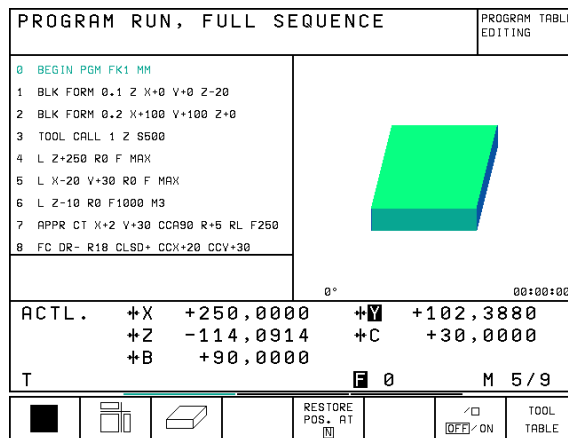 PROGRAM RUN, FULL SEQUENCE
PROGRAM TABLE
EDITING
0 BEGIN PGM FK1 MM
1 BLK FORM 0.1 Z X+0 Y+0 Z-20
2 BLK FORM 0.2 X+100 Y+100 Z+0
3 TOOL CALL 1 Z S500
4 L Z+250 R0 F MAX
5 L X-20 Y+30 R0 F MAX
6 L Z-10 R0 F1000 M3
7 APPR CT X+2 Y+30 CCA90 R+5 RL F250
8 FC DR- R18 CLSD+ CCX+20 CCY+30
0° 00:00:00
ACTL. X +250,0000 Y +102,3880
Z -114,0914 C +30,0000
B +90,0000
T F 0 M 5/9
RESTORE
POS. AT
N
OFF / ON
TOOL
TABLE